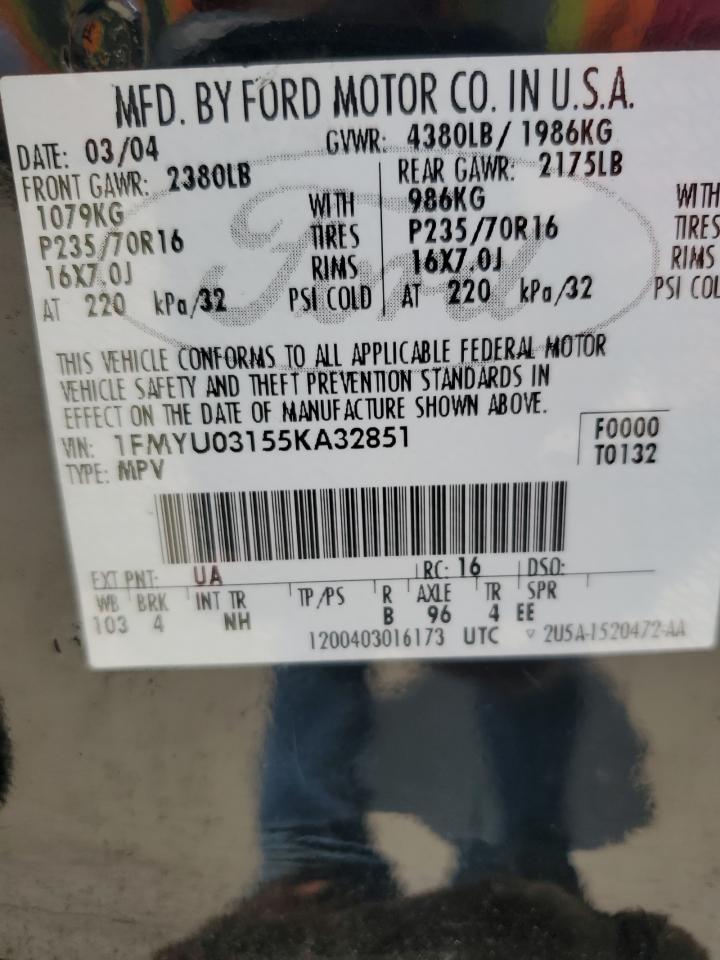 MFD. BY FORD MOTOR CO. IN U.S.A.
DATE: 03/04 GVWR: 4380LB/ 1986KG
FRONT GAWR: 2380LB REAR GAWR: 2175LB
1079KG WITH 986KG WITH
P235/70R16 TIRES P235/70R16 TIRES
16X7.0J RIMS 16X7.0J RIMS
AT 220 kPa/32 PSI COLD AT 220 kPa/32 PSI COL
Ford
THIS VEHICLE CONFORMS TO ALL APPLICABLE FEDERAL MOTOR
VEHICLE SAFETY AND THEFT PREVENTION STANDARDS IN
EFFECT ON THE DATE OF MANUFACTURE SHOWN ABOVE.
VIN: 1FMYU03155KA32851 F0000
TYPE: MPV T0132
EXT PNT: UA RC: 16 DSO:
WB BRK INT TR TP/PS R AXLE TR SPR
103 4 NH B 96 4 EE
1200403016173 UTC ▽ 2U5A-1520472-AA